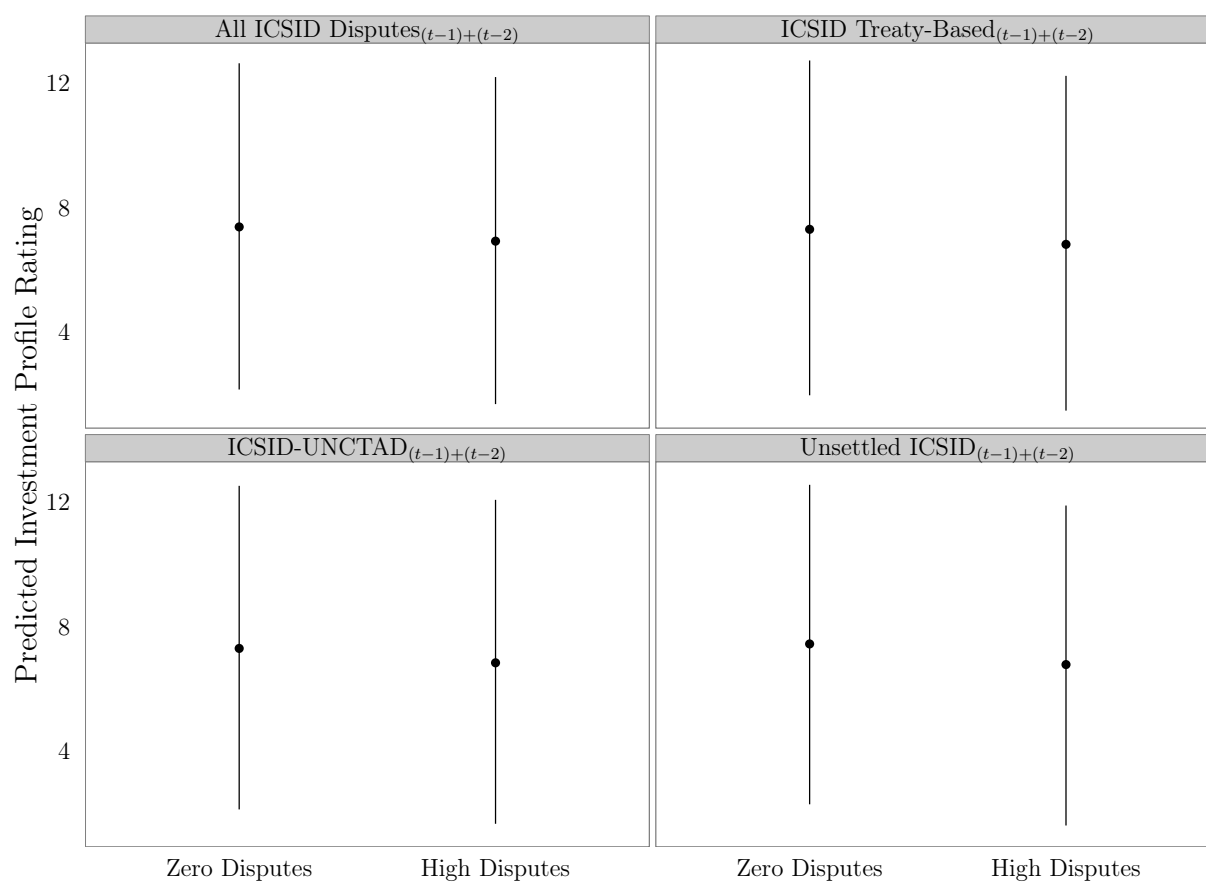 All ICSID Disputes(t−1)+(t−2)
ICSID Treaty-Based(t−1)+(t−2)
12
8
4
Predicted Investment Profile Rating
ICSID-UNCTAD(t−1)+(t−2)
Unsettled ICSID(t−1)+(t−2)
12
8
4
Zero Disputes
High Disputes
Zero Disputes
High Disputes